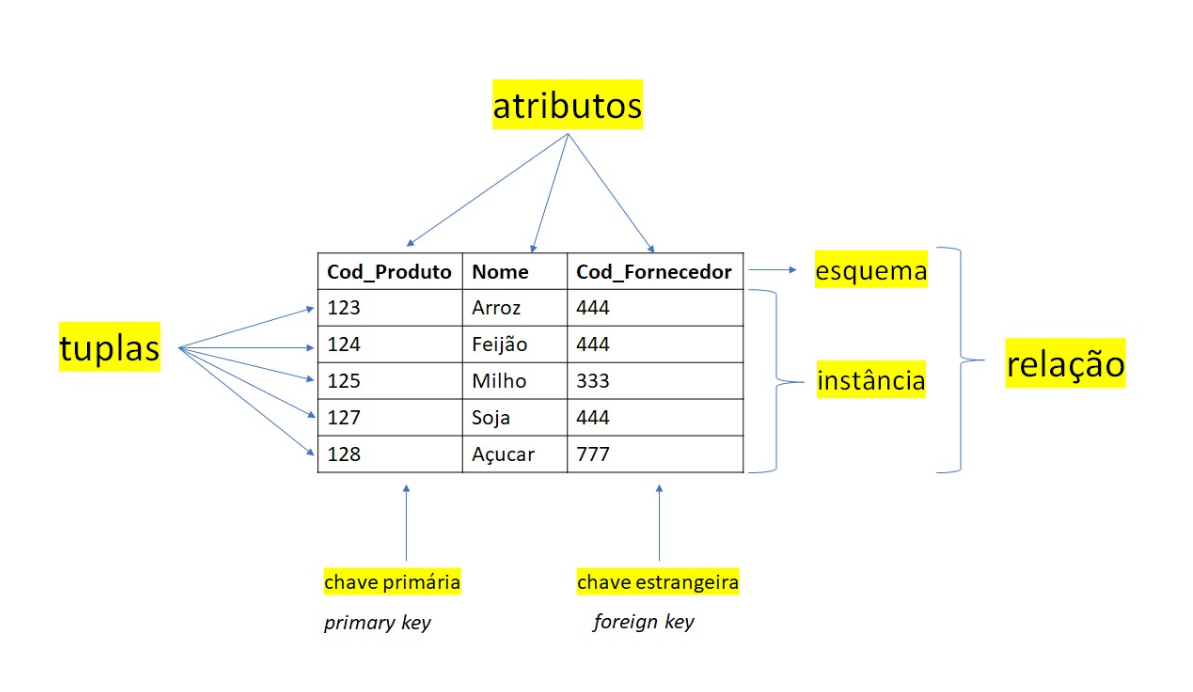 atributos
Cod_Produto Nome Cod_Fornecedor
esquema
123 Arroz 444
tuplas
124 Feijão 444
relação
125 Milho 333
instância
127 Soja 444
128 Açucar 777
chave primária chave estrangeira
primary key foreign key